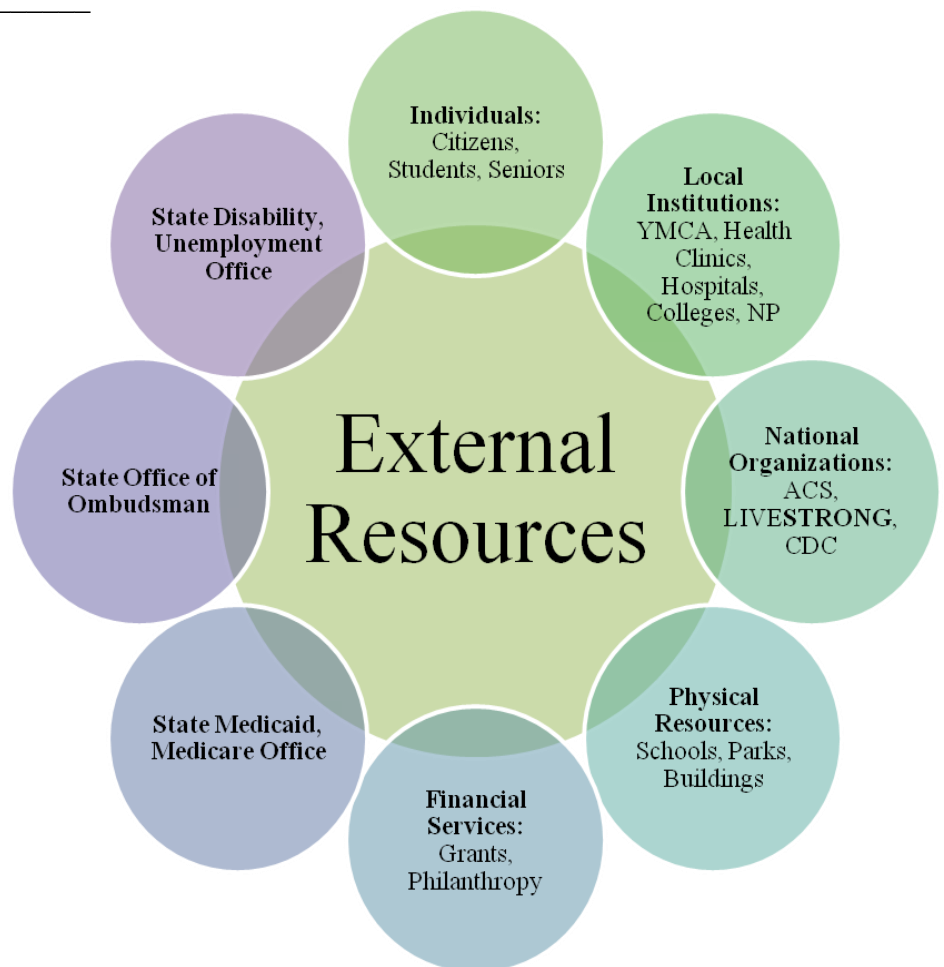 External
Resources
Individuals:
Citizens,
Students, Seniors
Local
Institutions:
YMCA, Health
Clinics,
Hospitals,
Colleges, NP
National
Organizations:
ACS,
LIVESTRONG,
CDC
Physical
Resources:
Schools, Parks,
Buildings
Financial
Services:
Grants,
Philanthropy
State Medicaid,
Medicare Office
State Office of
Ombudsman
State Disability,
Unemployment
Office